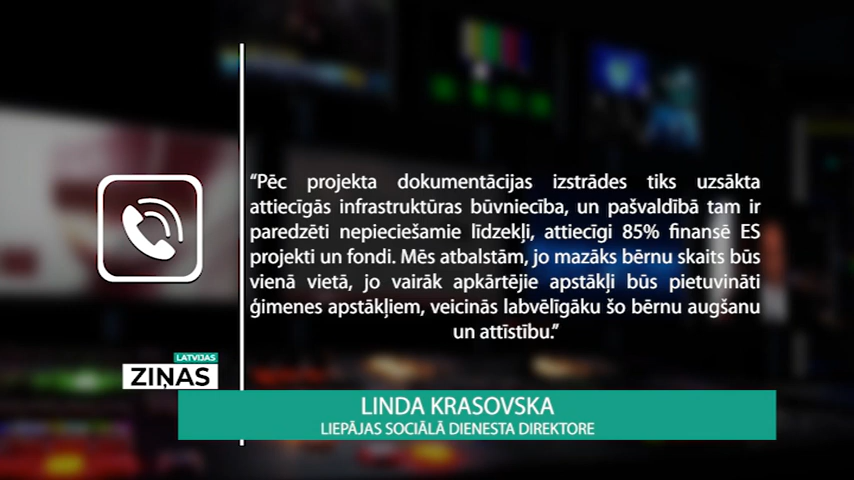 “Pēc projekta dokumentācijas izstrādes tiks uzsākta
attiecīgās infrastruktūras būvniecība, un pašvaldībā tam ir
paredzēti nepieciešamie līdzekļi, attiecīgi 85% finansē ES
projekti un fondi. Mēs atbalstām, jo mazāks bērnu skaits būs
vienā vietā, jo vairāk apkārtējie apstākļi būs pietuvināti
ģimenes apstākļiem, veicinās labvēlīgāku šo bērnu augšanu
un attīstību.”
LATVIJAS
ZIŅAS
LINDA KRASOVSKA
LIEPĀJAS SOCIĀLĀ DIENESTA DIREKTORE